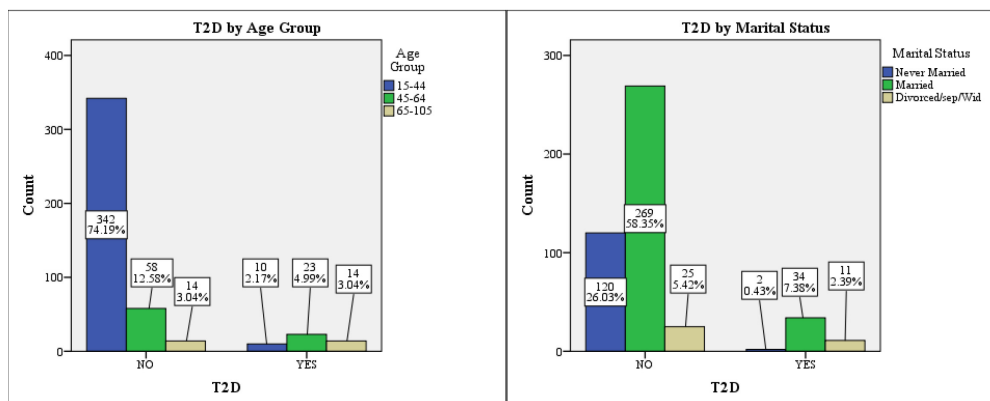 T2D by Age Group
Age
Group
15-44
45-64
65-105
400
300
200
100
0
Count
342
74.19%
58
12.58%
14
3.04%
10
2.17%
23
4.99%
14
3.04%
NO
YES
T2D
T2D by Marital Status
Marital Status
Never Married
Married
Divorced/sep/Wid
300
200
100
0
Count
120
26.03%
269
58.35%
25
5.42%
2
0.43%
34
7.38%
11
2.39%
NO
YES
T2D